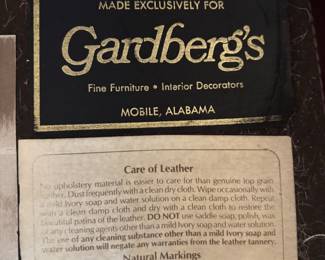 MADE EXCLUSIVELY FOR
Gardberg's
Fine Furniture • Interior Decorators
MOBILE, ALABAMA
Care of Leather
No upholstery material is easier to care for than genuine top grain
leather. Dust frequently with a clean dry cloth. Wipe occasionally with
a mild Ivory soap and water solution on a clean damp cloth. Repeat
with a clean damp cloth and dry with a clean cloth to restore the
beautiful patina of the leather. DO NOT use saddle soap, polish, wax
or any cleaning agents other than a mild Ivory soap and water solution.
The use of any cleaning substance other than a mild Ivory soap and
water solution will negate any warranties from the leather tannery.
Natural Markings